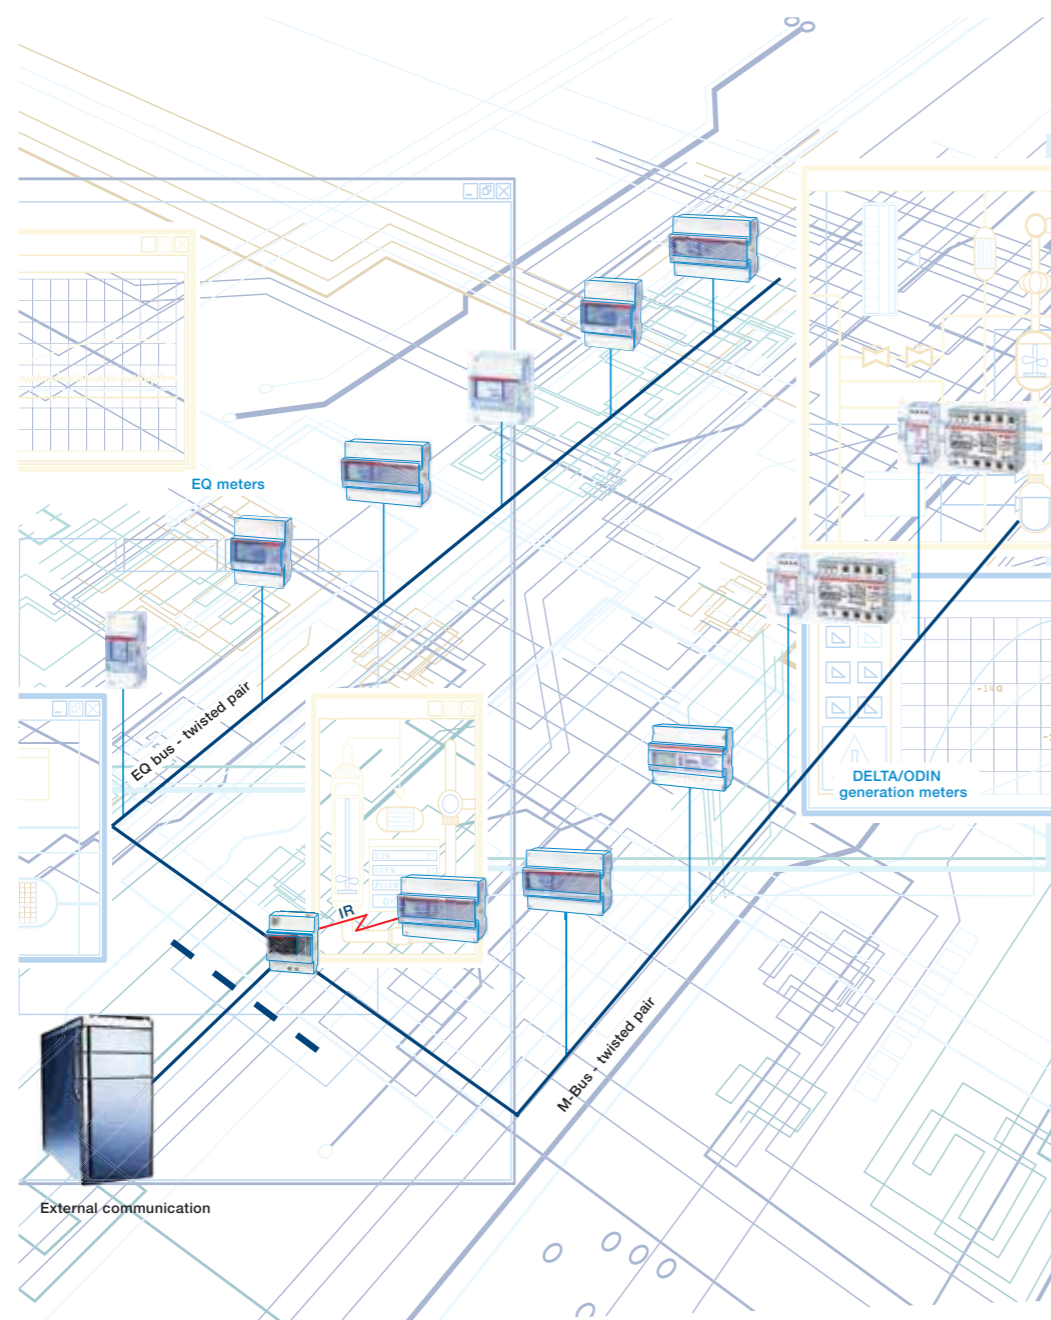 EQ meters
EQ bus - twisted pair
DELTA/ODIN
generation meters
IR
M-Bus - twisted pair
External communication